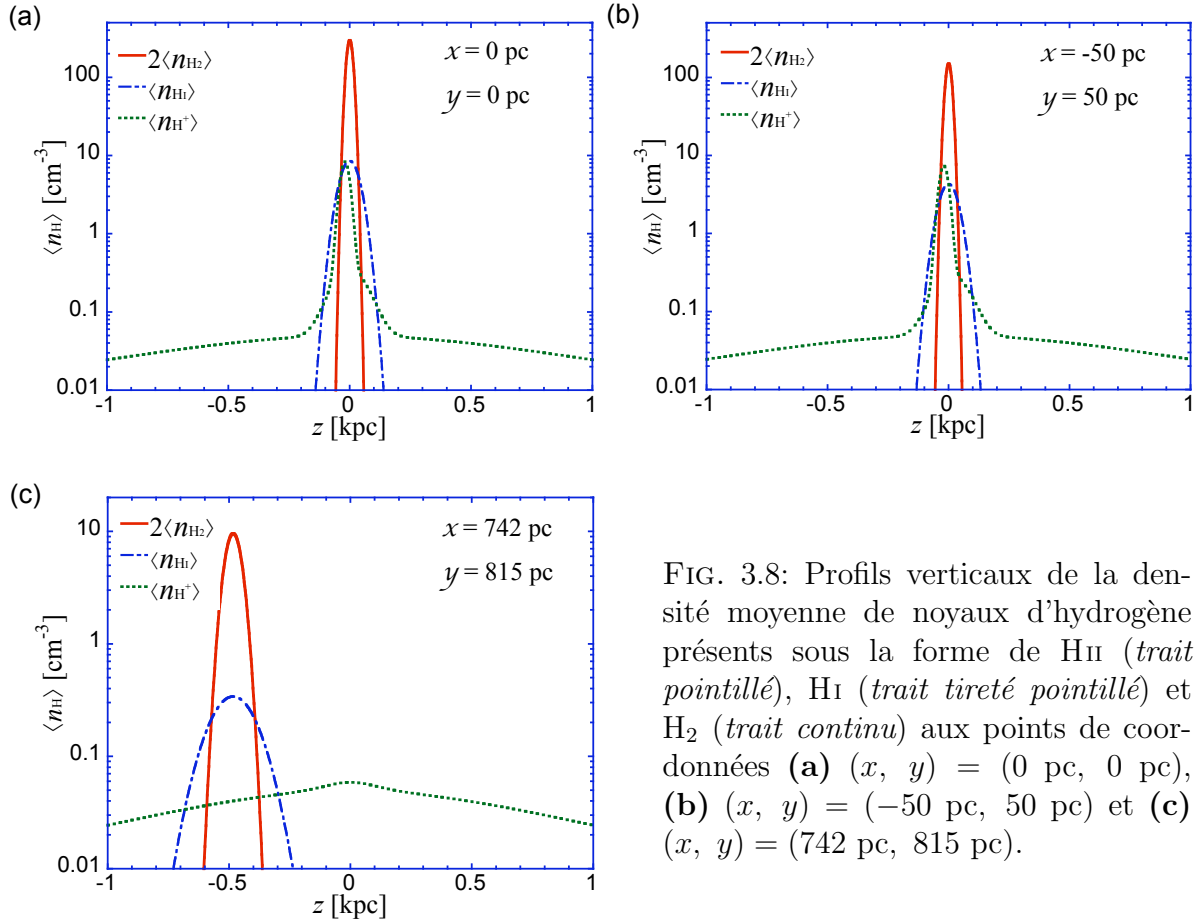 (a)
2⟨nH₂⟩
⟨nHI⟩
⟨nH⁺⟩
x = 0 pc
y = 0 pc
100
10
1
0.1
0.01
⟨nH⟩ [cm⁻³]
-1
-0.5
0
0.5
1
z [kpc]
(b)
2⟨nH₂⟩
⟨nHI⟩
⟨nH⁺⟩
x = -50 pc
y = 50 pc
100
10
1
0.1
0.01
⟨nH⟩ [cm⁻³]
-1
-0.5
0
0.5
1
z [kpc]
(c)
2⟨nH₂⟩
⟨nHI⟩
⟨nH⁺⟩
x = 742 pc
y = 815 pc
10
1
0.1
0.01
⟨nH⟩ [cm⁻³]
-1
-0.5
0
0.5
1
z [kpc]
FIG. 3.8: Profils verticaux de la den-
sité moyenne de noyaux d'hydrogène
présents sous la forme de HII (trait
pointillé), HI (trait tireté pointillé) et
H₂ (trait continu) aux points de coor-
données (a) (x, y) = (0 pc, 0 pc),
(b) (x, y) = (−50 pc, 50 pc) et (c)
(x, y) = (742 pc, 815 pc).